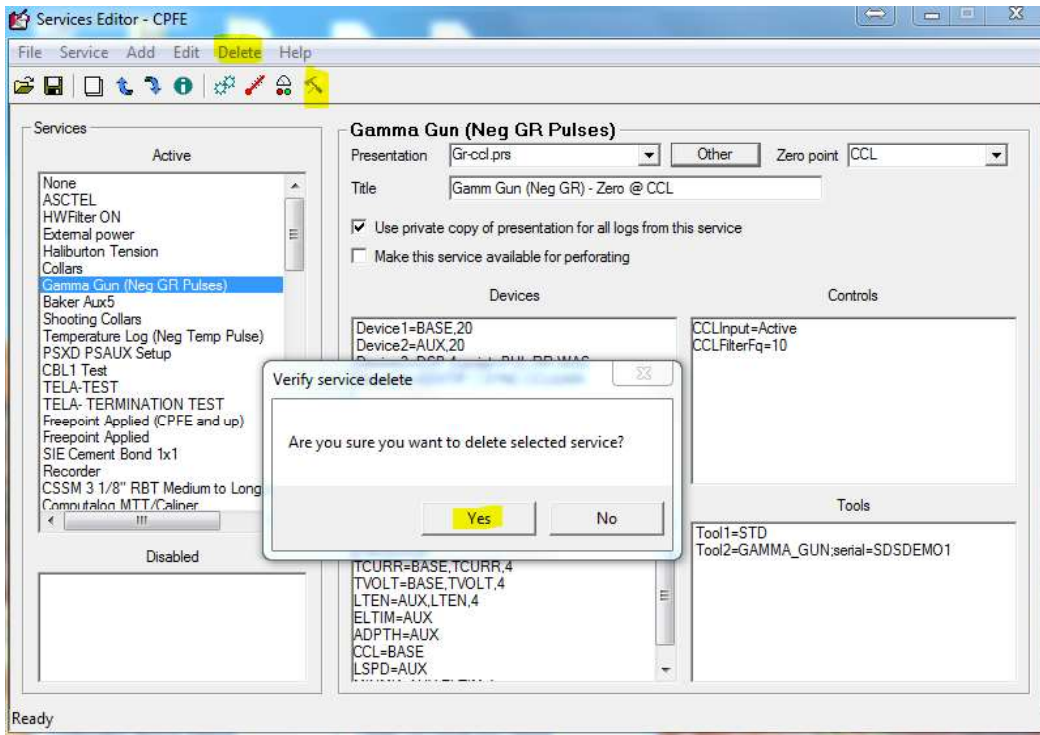 Services Editor - CPFE
File Service Add Edit Delete Help
Services
Active
None
ASCTEL
HWFilter ON
External power
Haliburton Tension
Collars
Gamma Gun (Neg GR Pulses)
Baker Aux5
Shooting Collars
Temperature Log (Neg Temp Pulse)
PSXD PSAUX Setup
CBL1 Test
TELA-TEST
TELA- TERMINATION TEST
Freepoint Applied (CPFE and up)
Freepoint Applied
SIE Cement Bond 1x1
Recorder
CSSM 3 1/8" RBT Medium to Long
Computalog MTT/Caliper
Disabled
Gamma Gun (Neg GR Pulses)
Presentation Gr-ccl.prs Other Zero point CCL
Title Gamm Gun (Neg GR) - Zero @ CCL
Use private copy of presentation for all logs from this service
Make this service available for perforating
Devices
Device1=BASE,20
Device2=AUX,20
Verify service delete
Are you sure you want to delete selected service?
Yes No
TCURR=BASE,TCURR,4
TVOLT=BASE,TVOLT,4
LTEN=AUX,LTEN,4
ELTIM=AUX
ADPTH=AUX
CCL=BASE
LSPD=AUX
Controls
CCLInput=Active
CCLFilterFq=10
Tools
Tool1=STD
Tool2=GAMMA_GUN;serial=SDSDEMO1
Ready